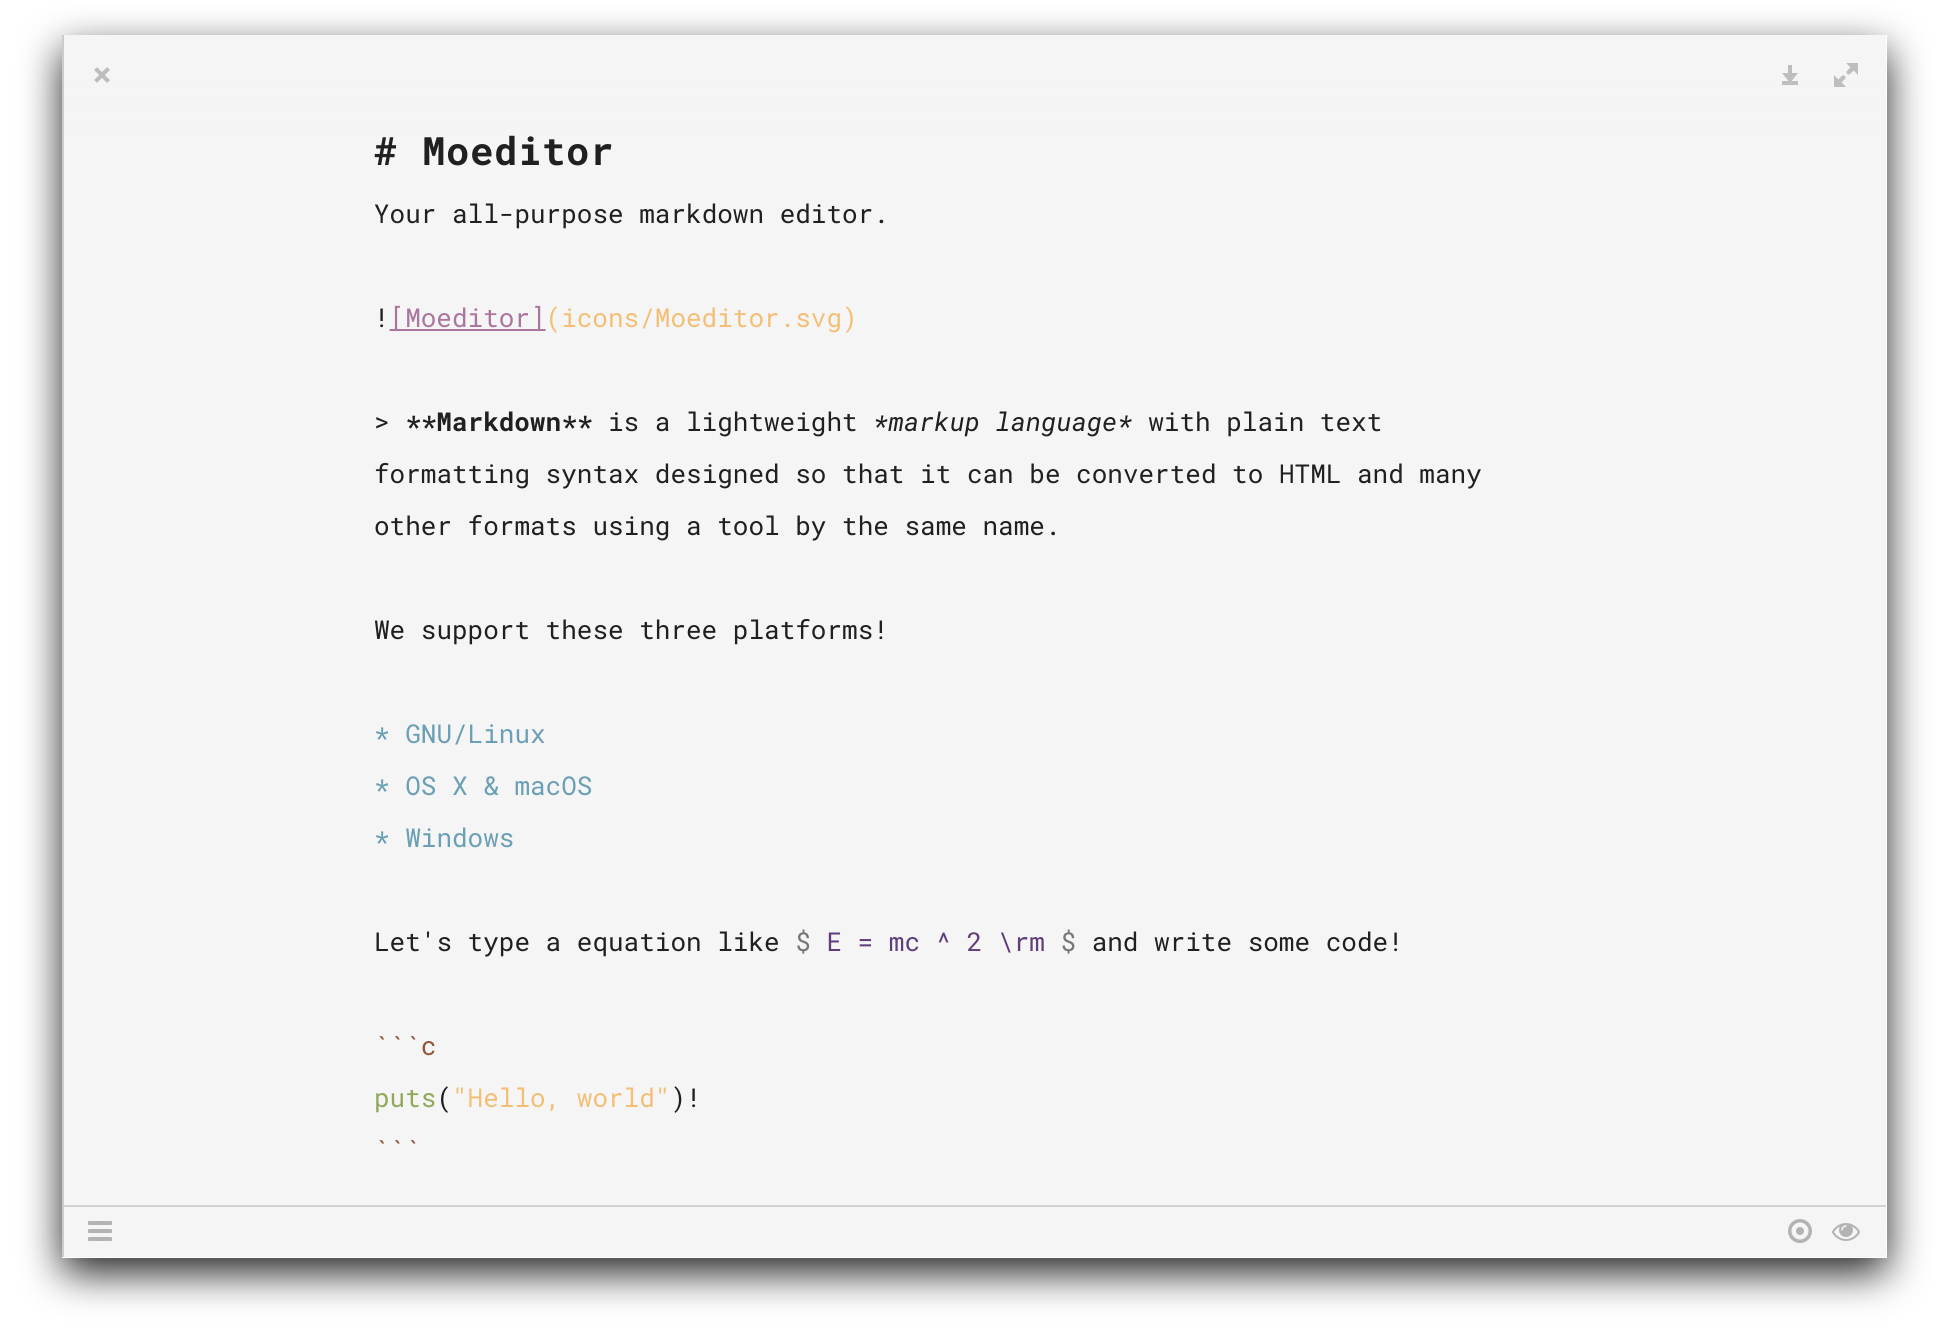 # Moeditor
Your all-purpose markdown editor.
![Moeditor](icons/Moeditor.svg)
> **Markdown** is a lightweight *markup language* with plain text
formatting syntax designed so that it can be converted to HTML and many
other formats using a tool by the same name.
We support these three platforms!
* GNU/Linux
* OS X & macOS
* Windows
Let's type a equation like $ E = mc ^ 2 \rm $ and write some code!
```c
puts("Hello, world")!
```